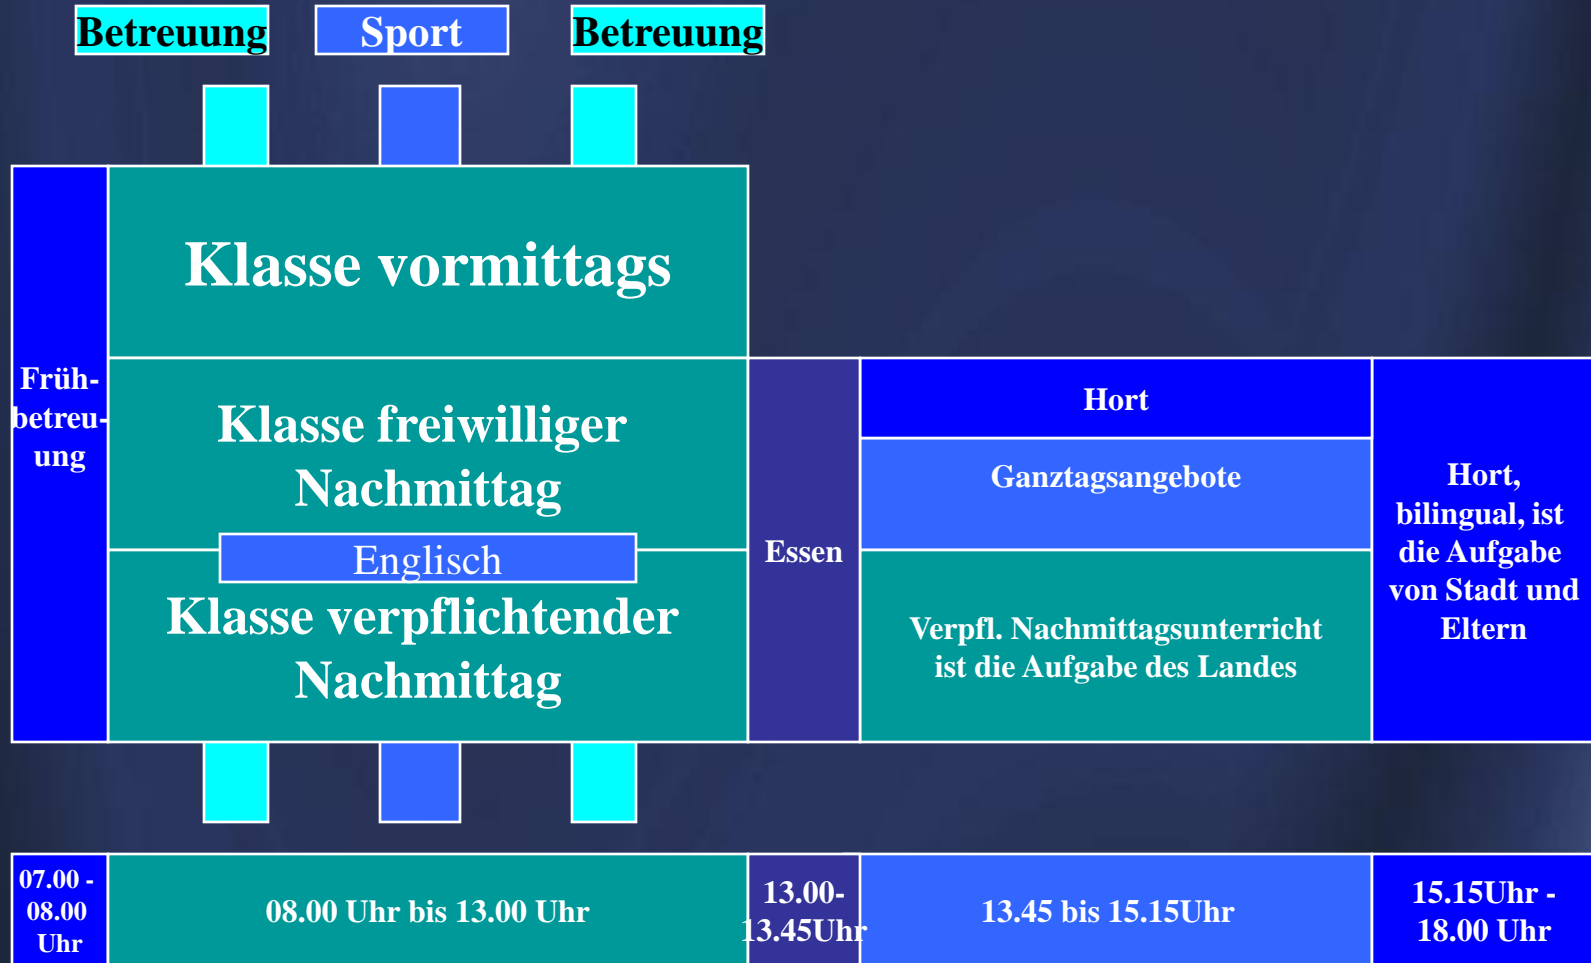 Betreuung
Sport
Betreuung
Klasse vormittags
Früh-
betreu-
ung
Klasse freiwilliger
Nachmittag
Englisch
Klasse verpflichtender
Nachmittag
Essen
Hort
Ganztagsangebote
Verpfl. Nachmittagsunterricht
ist die Aufgabe des Landes
Hort,
bilingual, ist
die Aufgabe
von Stadt und
Eltern
07.00 -
08.00
Uhr
08.00 Uhr bis 13.00 Uhr
13.00-
13.45Uhr
13.45 bis 15.15Uhr
15.15Uhr -
18.00 Uhr